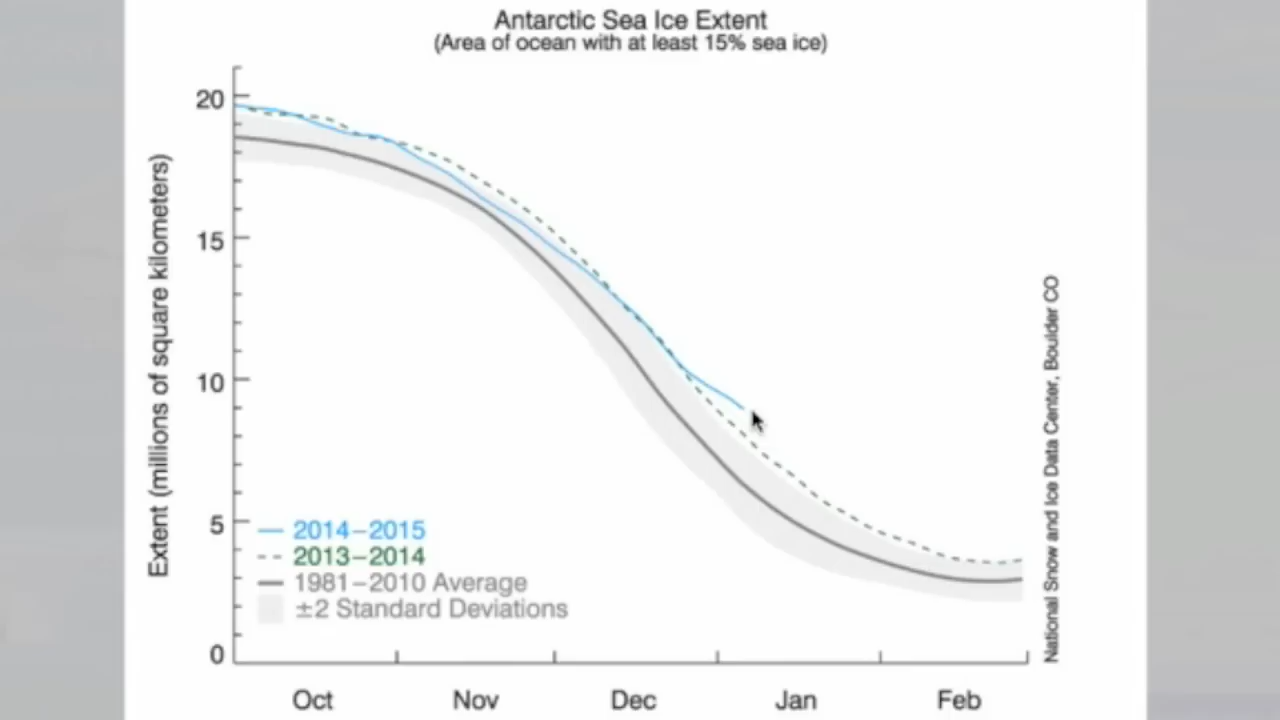 Antarctic Sea Ice Extent
(Area of ocean with at least 15% sea ice)
Extent (millions of square kilometers)
20
15
10
5
0
2014–2015
2013–2014
1981–2010 Average
±2 Standard Deviations
Oct Nov Dec Jan Feb
National Snow and Ice Data Center, Boulder CO